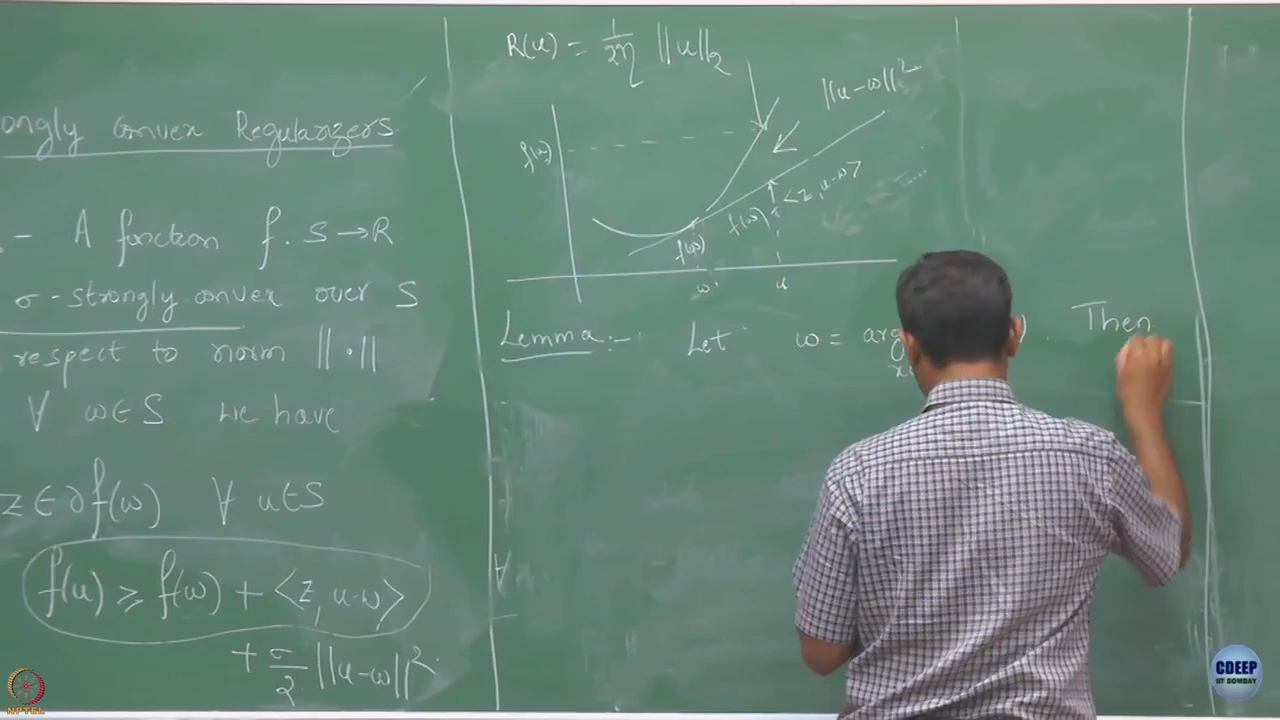 ongly Convex Regularizers
.- A function f. S→R
σ-strongly convex over S
respect to norm ||·||
∀ w∈S we have
z ∈ ∂f(w) ∀ u∈S
f(u) ≥ f(w) + <z, u-w>
+ σ/2 ||u-w||²
R(u) = 1/2η ||u||₂
||u-w||²
f(w)
<z, u-w>
f(w)
w
u
Lemma :- Let w = arg ) . Then
CDEEP
IIT BOMBAY
NPTEL